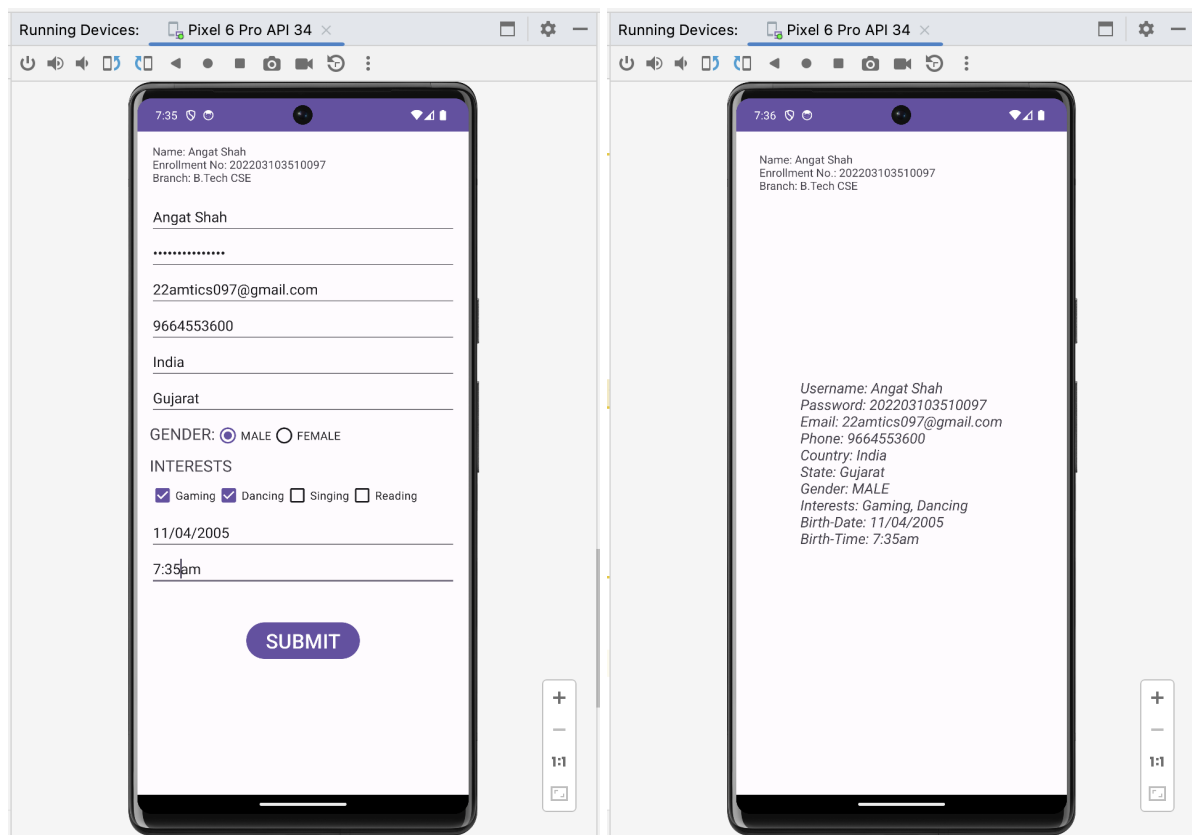 Running Devices: Pixel 6 Pro API 34
7:35
Name: Angat Shah
Enrollment No: 202203103510097
Branch: B.Tech CSE
Angat Shah
•••••••••••••••
22amtics097@gmail.com
9664553600
India
Gujarat
GENDER: MALE FEMALE
INTERESTS
Gaming Dancing Singing Reading
11/04/2005
7:35am
SUBMIT
1:1
Running Devices: Pixel 6 Pro API 34
7:36
Name: Angat Shah
Enrollment No.: 202203103510097
Branch: B.Tech CSE
Username: Angat Shah
Password: 202203103510097
Email: 22amtics097@gmail.com
Phone: 9664553600
Country: India
State: Gujarat
Gender: MALE
Interests: Gaming, Dancing
Birth-Date: 11/04/2005
Birth-Time: 7:35am
1:1